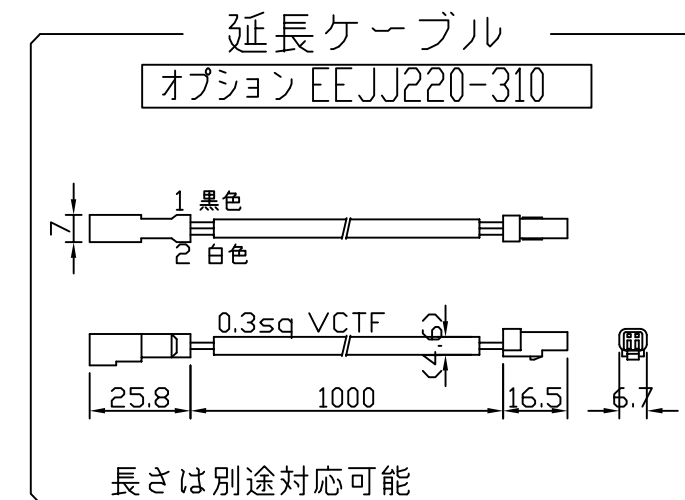 延長ケーブル
オプション EEJJ220-310
1 黒色
7
2 白色
0.3sq VCTF
(4.6)
25.8
1000
16.5
6.7
長さは別途対応可能